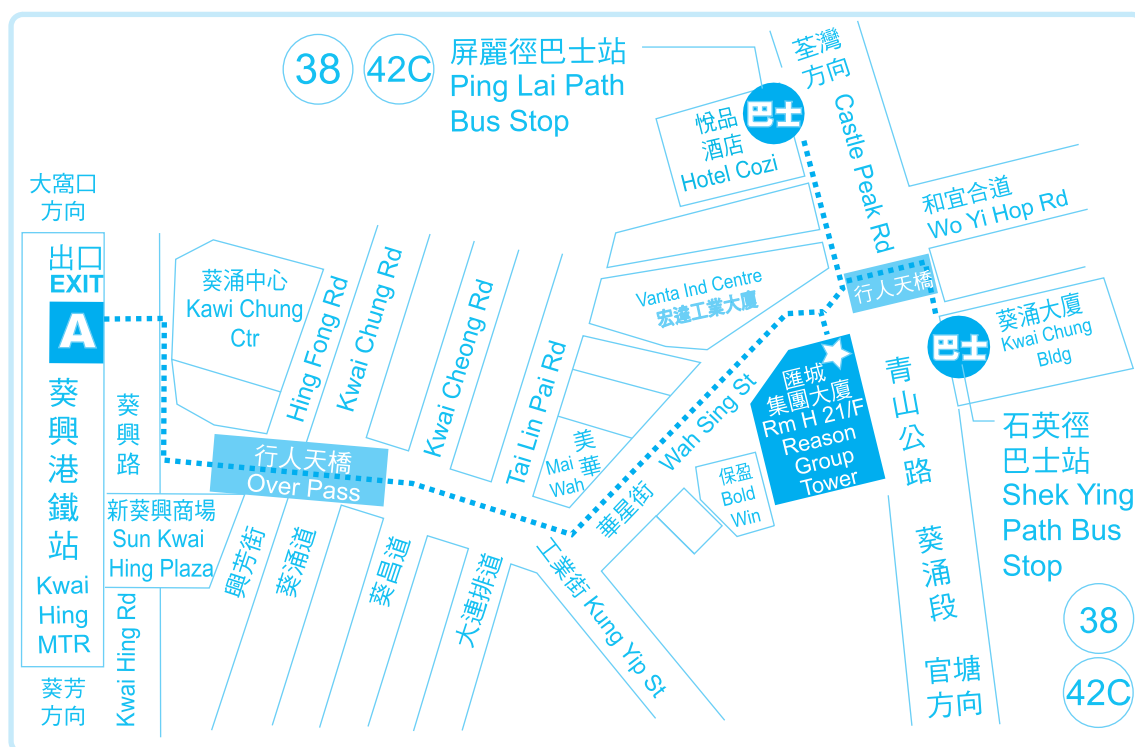 38
42C
屏麗徑巴士站
Ping Lai Path
Bus Stop
荃灣
方向
Castle Peak Rd
巴士
悅品
酒店
Hotel Cozi
和宜合道
Wo Yi Hop Rd
大窩口
方向
出口
EXIT
A
葵興港鐵站
Kwai
Hing
MTR
葵芳
方向
葵興路
Kwai Hing Rd
葵涌中心
Kawi Chung
Ctr
Hing Fong Rd
Kwai Chung Rd
Kwai Cheong Rd
Tai Lin Pai Rd
行人天橋
Over Pass
新葵興商場
Sun Kwai
Hing Plaza
興芳街
葵涌道
葵昌道
大連排道
工業街 Kung Yip St
美華
Mai
Wah
華星街
Wah Sing St
Vanta Ind Centre
宏達工業大廈
保盈
Bold
Win
匯城
集團大廈
Rm H 21/F
Reason
Group
Tower
行人天橋
巴士
葵涌大廈
Kwai Chung
Bldg
青山公路
葵涌段
官塘
方向
石英徑
巴士站
Shek Ying
Path Bus
Stop
38
42C